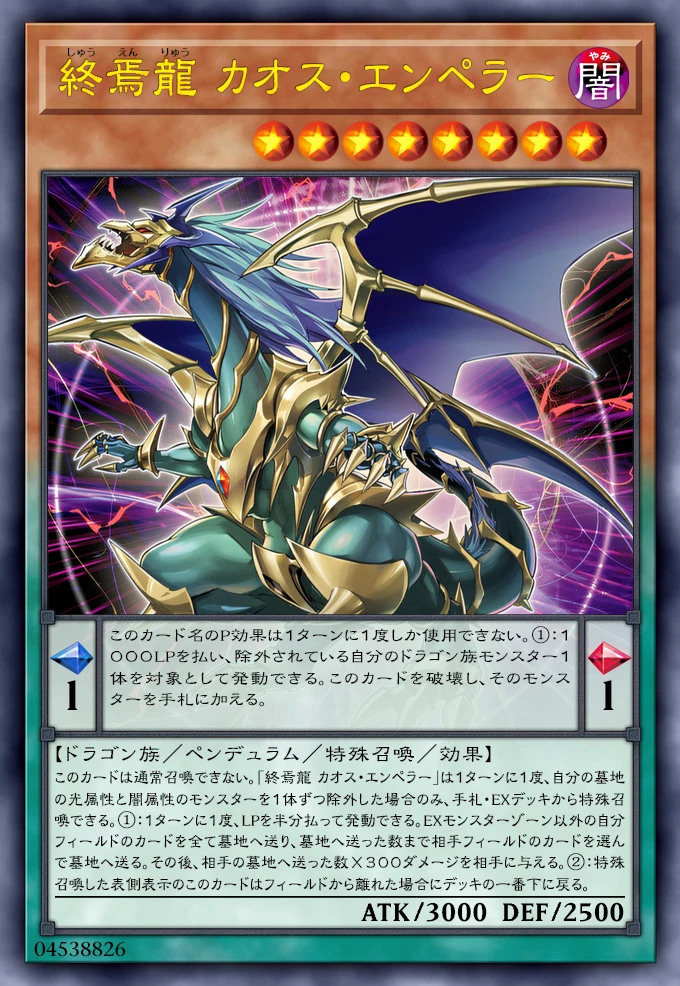 しゅう えん りゅう
終焉龍 カオス・エンペラー
やみ
闇
このカード名のP効果は1ターンに1度しか使用できない。①:1
000LPを払い、除外されている自分のドラゴン族モンスター1
体を対象として発動できる。このカードを破壊し、そのモンス
ターを手札に加える。
1
1
【ドラゴン族/ペンデュラム/特殊召喚/効果】
このカードは通常召喚できない。「終焉龍 カオス・エンペラー」は1ターンに1度、自分の墓地
の光属性と闇属性のモンスターを1体ずつ除外した場合のみ、手札・EXデッキから特殊召
喚できる。①:1ターンに1度、LPを半分払って発動できる。EXモンスターゾーン以外の自分
フィールドのカードを全て墓地へ送り、墓地へ送った数まで相手フィールドのカードを選ん
で墓地へ送る。その後、相手の墓地へ送った数×300ダメージを相手に与える。②:特殊
召喚した表側表示のこのカードはフィールドから離れた場合にデッキの一番下に戻る。
ATK/3000 DEF/2500
04538826